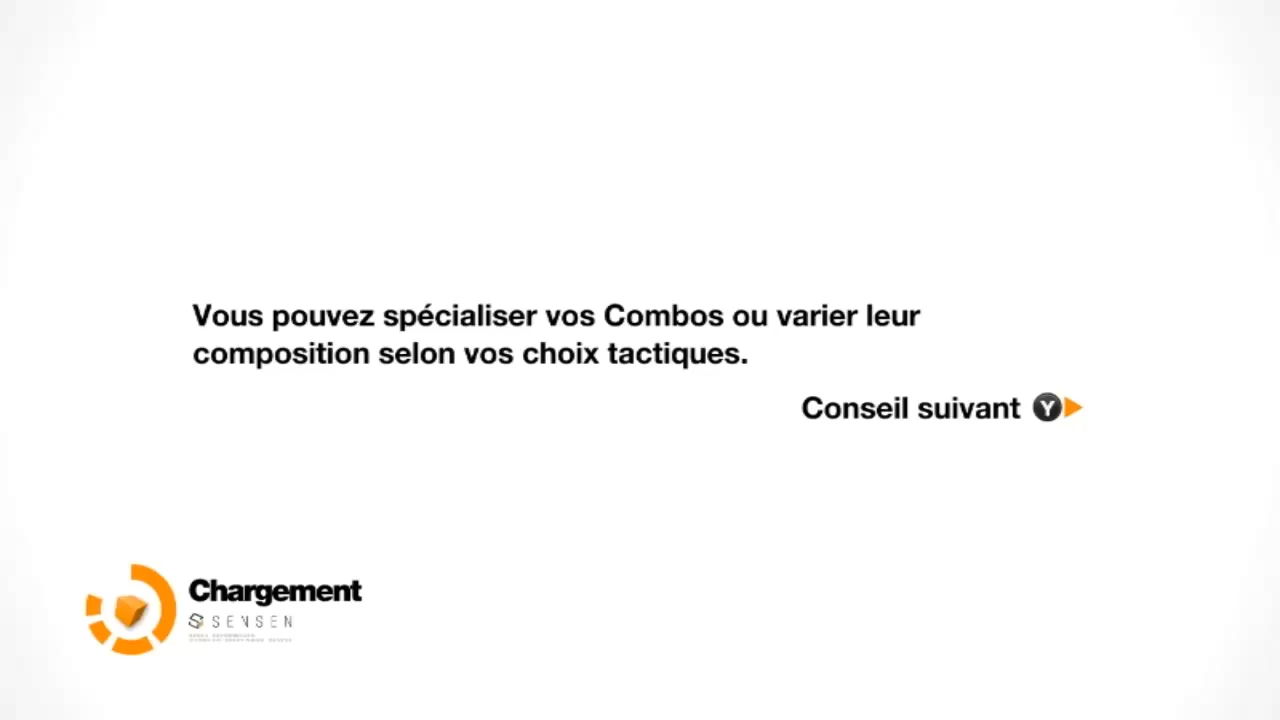 Vous pouvez spécialiser vos Combos ou varier leur
composition selon vos choix tactiques.
Conseil suivant Y
Chargement
SENSEN